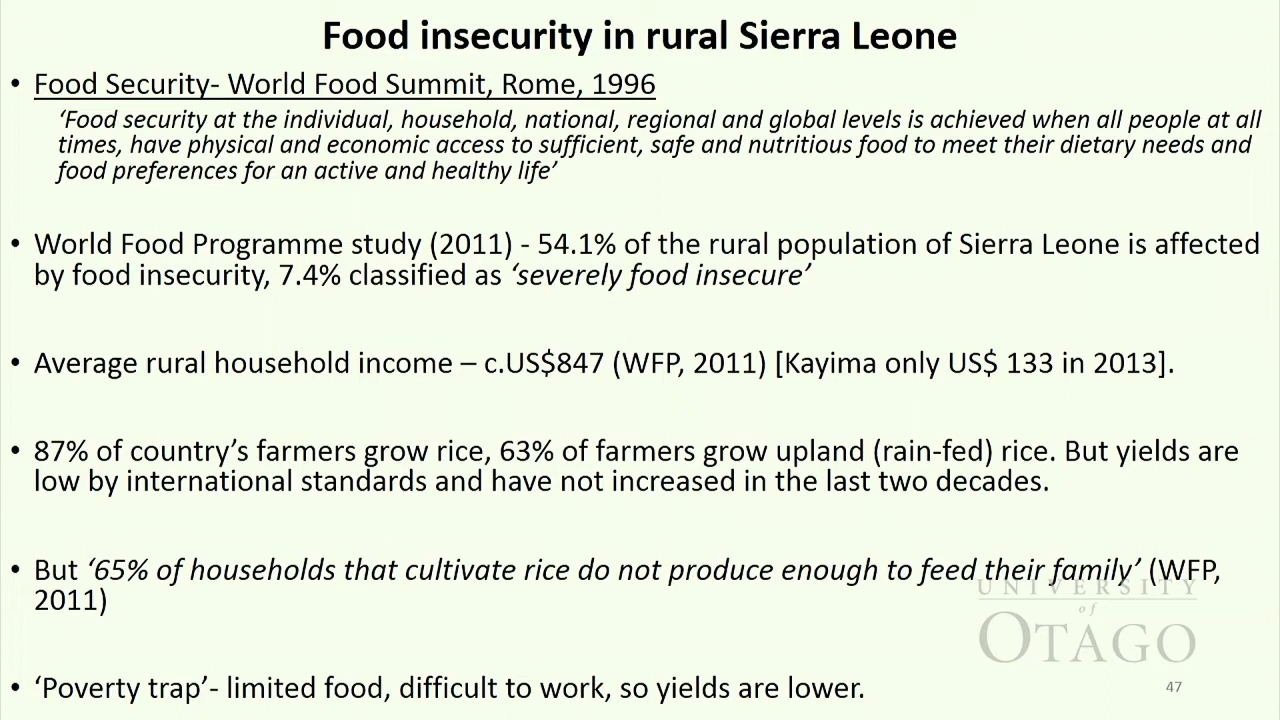 Food insecurity in rural Sierra Leone
• Food Security- World Food Summit, Rome, 1996
‘Food security at the individual, household, national, regional and global levels is achieved when all people at all
times, have physical and economic access to sufficient, safe and nutritious food to meet their dietary needs and
food preferences for an active and healthy life’
• World Food Programme study (2011) - 54.1% of the rural population of Sierra Leone is affected
by food insecurity, 7.4% classified as ‘severely food insecure’
• Average rural household income – c.US$847 (WFP, 2011) [Kayima only US$ 133 in 2013].
• 87% of country’s farmers grow rice, 63% of farmers grow upland (rain-fed) rice. But yields are
low by international standards and have not increased in the last two decades.
• But ‘65% of households that cultivate rice do not produce enough to feed their family’ (WFP,
2011)
UNIVERSITY
of
OTAGO
• ‘Poverty trap’- limited food, difficult to work, so yields are lower.
47